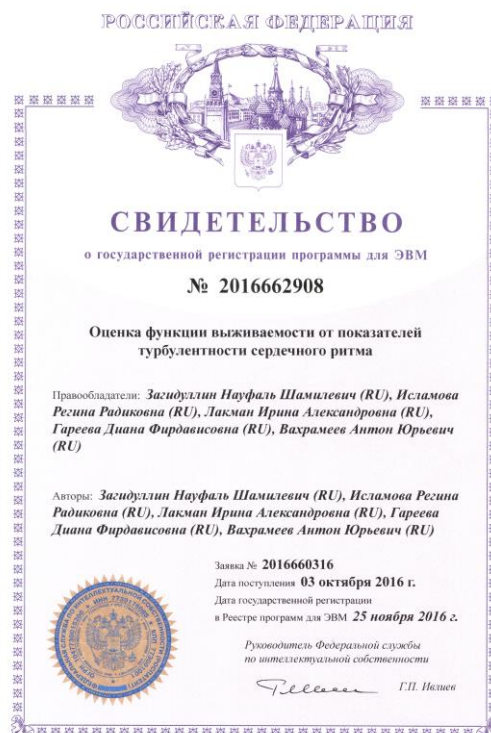 РОССИЙСКАЯ ФЕДЕРАЦИЯ
СВИДЕТЕЛЬСТВО
о государственной регистрации программы для ЭВМ
№ 2016662908
Оценка функции выживаемости от показателей
турбулентности сердечного ритма
Правообладатели: Загидуллин Науфаль Шамилевич (RU), Исламова
Регина Радиковна (RU), Лакман Ирина Александровна (RU),
Гареева Диана Фирдависовна (RU), Вахрамеев Антон Юрьевич
(RU)
Авторы: Загидуллин Науфаль Шамилевич (RU), Исламова Регина
Радиковна (RU), Лакман Ирина Александровна (RU), Гареева
Диана Фирдависовна (RU), Вахрамеев Антон Юрьевич (RU)
Заявка № 2016660316
Дата поступления 03 октября 2016 г.
Дата государственной регистрации
в Реестре программ для ЭВМ 25 ноября 2016 г.
Руководитель Федеральной службы
по интеллектуальной собственности
Г.П. Ивлиев